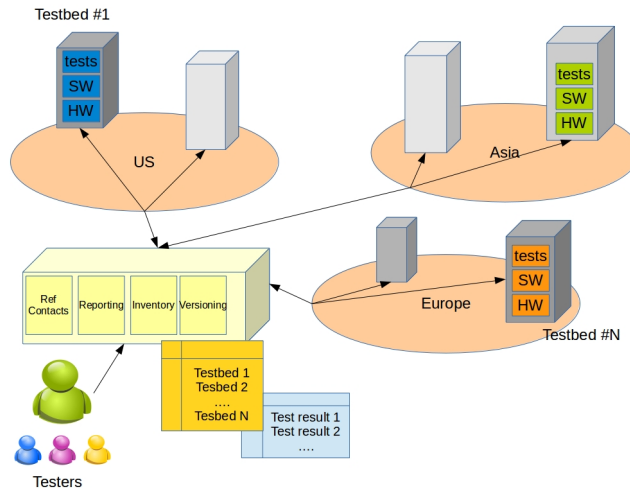 Testbed #1
tests
SW
HW
US
tests
SW
HW
Asia
tests
SW
HW
Europe
Testbed #N
Ref
Contacts
Reporting
Inventory
Versioning
Testbed 1
Tesbed 2
....
Tesbed N
Test result 1
Test result 2
....
Testers